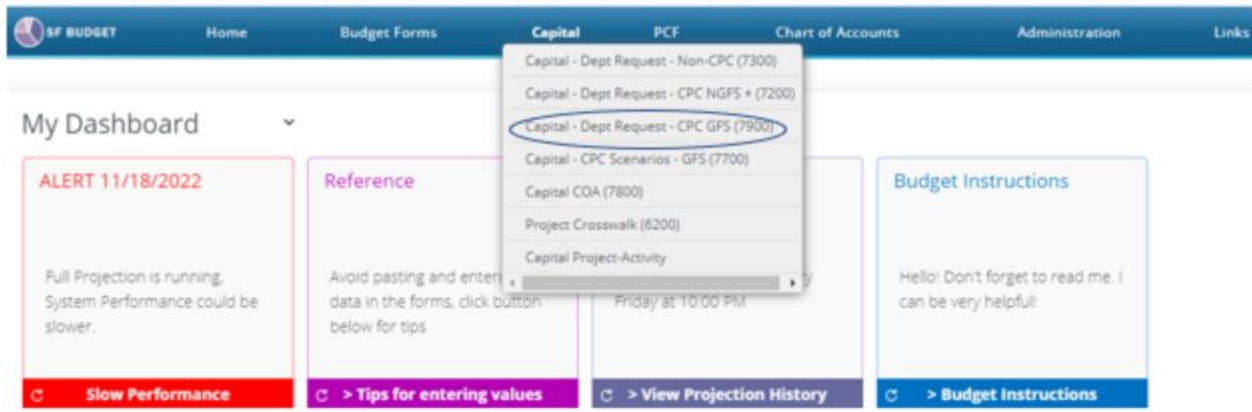 SF BUDGET Home Budget Forms Capital PCF Chart of Accounts Administration Links
Capital - Dept Request - Non-CPC (7300)
Capital - Dept Request - CPC NGFS + (7200)
Capital - Dept Request - CPC GFS (7900)
Capital - CPC Scenarios - GFS (7700)
Capital COA (7800)
Project Crosswalk (6200)
Capital Project-Activity
My Dashboard
ALERT 11/18/2022
Full Projection is running,
System Performance could be
slower.
Slow Performance
Reference
Avoid pasting and enteri
data in the forms, click button
below for tips
> Tips for entering values
y
Friday at 10:00 PM
> View Projection History
Budget Instructions
Hello! Don't forget to read me. I
can be very helpful!
> Budget Instructions